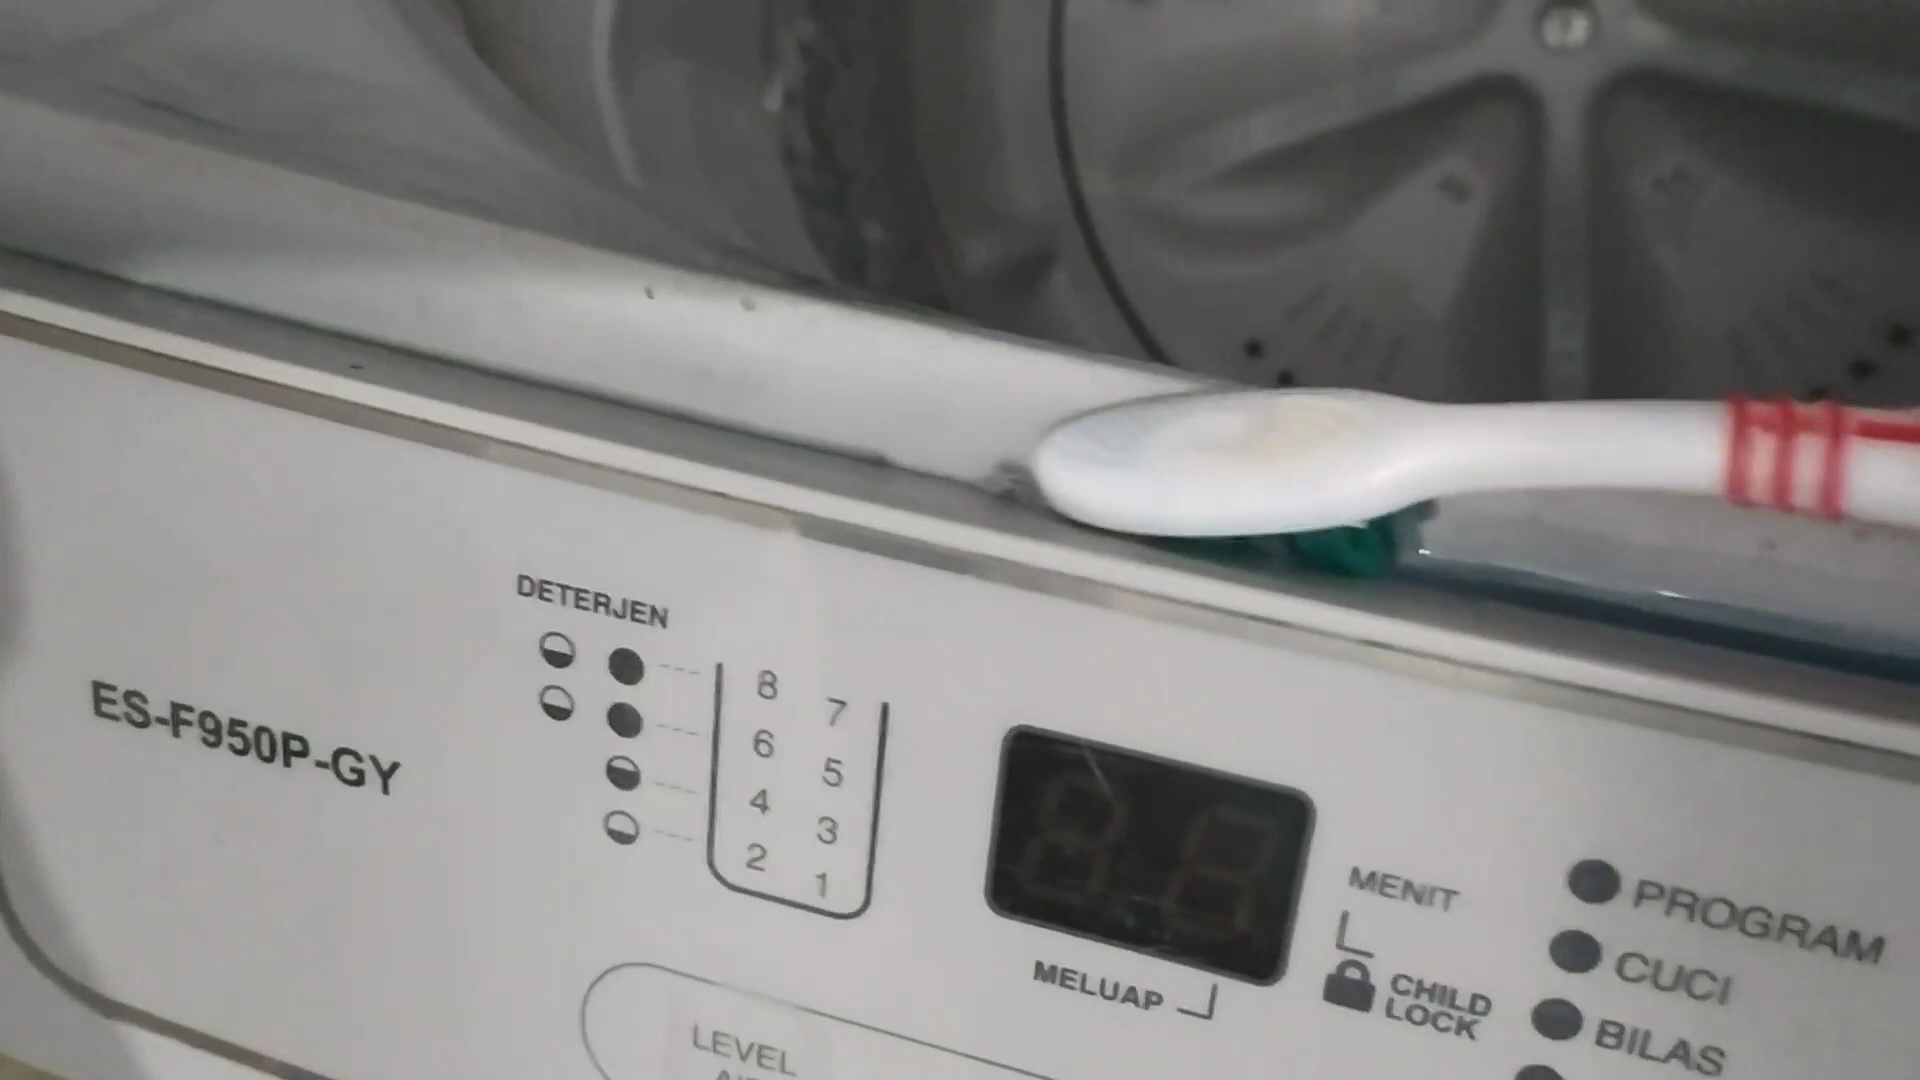 DETERJEN
ES-F950P-GY
8 7
6 5
4 3
2 1
MENIT
MELUAP
CHILD
LOCK
PROGRAM
CUCI
BILAS
LEVEL